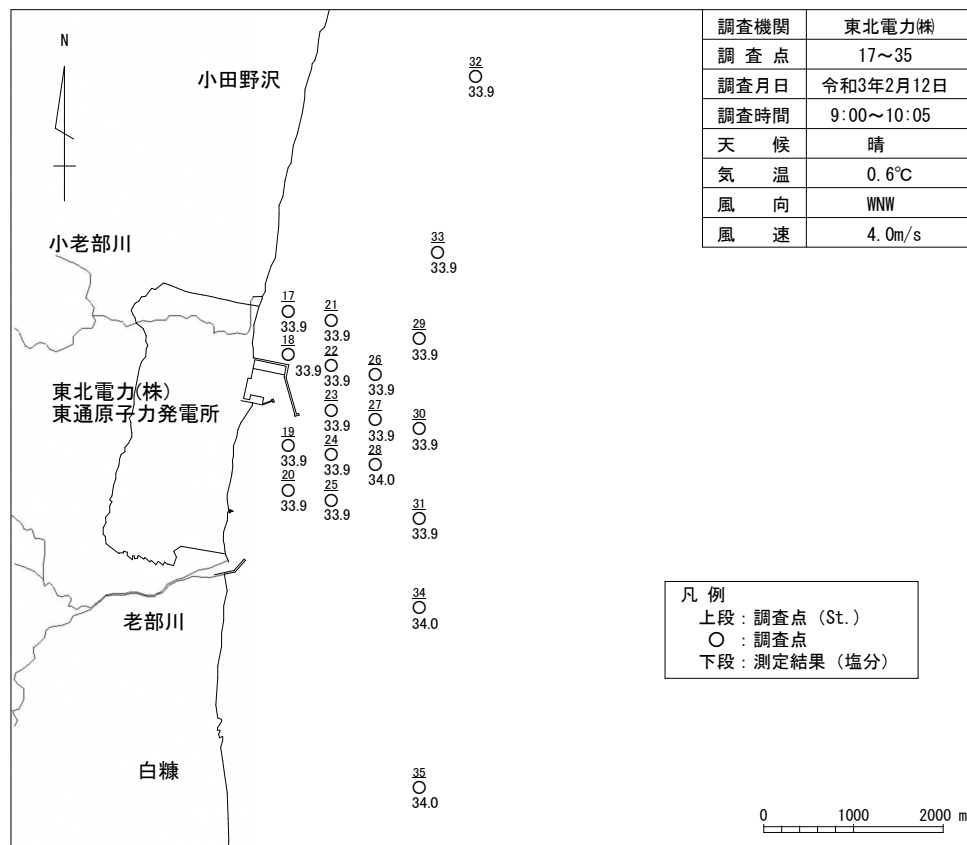 調査機関 東北電力㈱
調査点 17～35
調査月日 令和3年2月12日
調査時間 9:00～10:05
天候 晴
気温 0.6℃
風向 WNW
風速 4.0m/s
N
小田野沢
32
33.9
小老部川
33
33.9
17
33.9
21
33.9
18
33.9
29
33.9
22
33.9
26
33.9
東北電力(株)
東通原子力発電所
23
33.9
27
33.9
30
33.9
19
33.9
24
33.9
28
34.0
20
33.9
25
33.9
31
33.9
34
34.0
老部川
凡 例
上段：調査点（St.）
○ ：調査点
下段：測定結果（塩分）
白糠
35
34.0
0 1000 2000 m